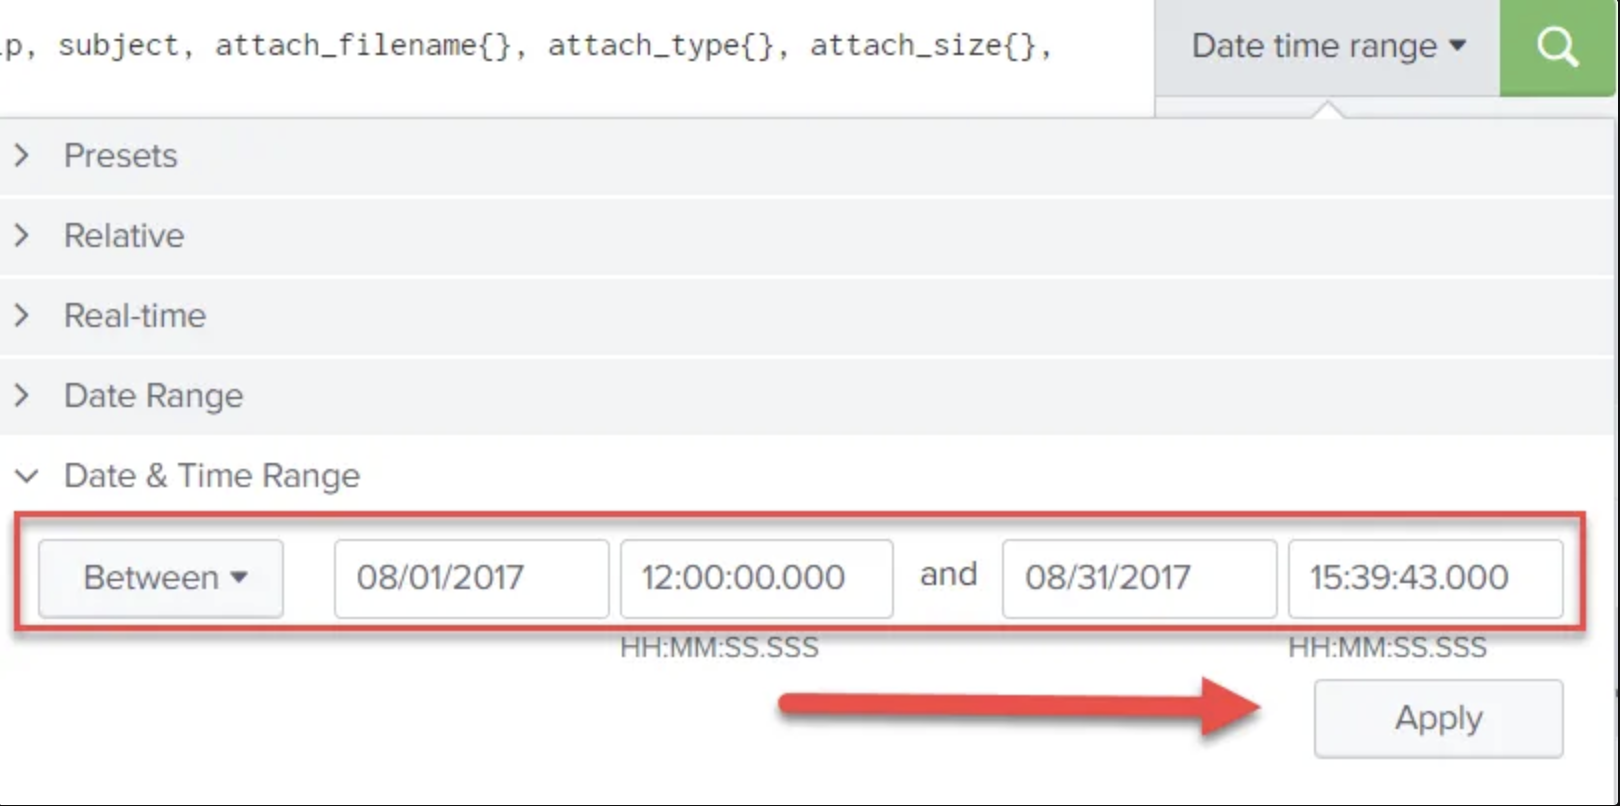 p, subject, attach_filename{}, attach_type{}, attach_size{},
Date time range
Presets
Relative
Real-time
Date Range
Date & Time Range
Between 08/01/2017 12:00:00.000 and 08/31/2017 15:39:43.000
HH:MM:SS.SSS HH:MM:SS.SSS
Apply